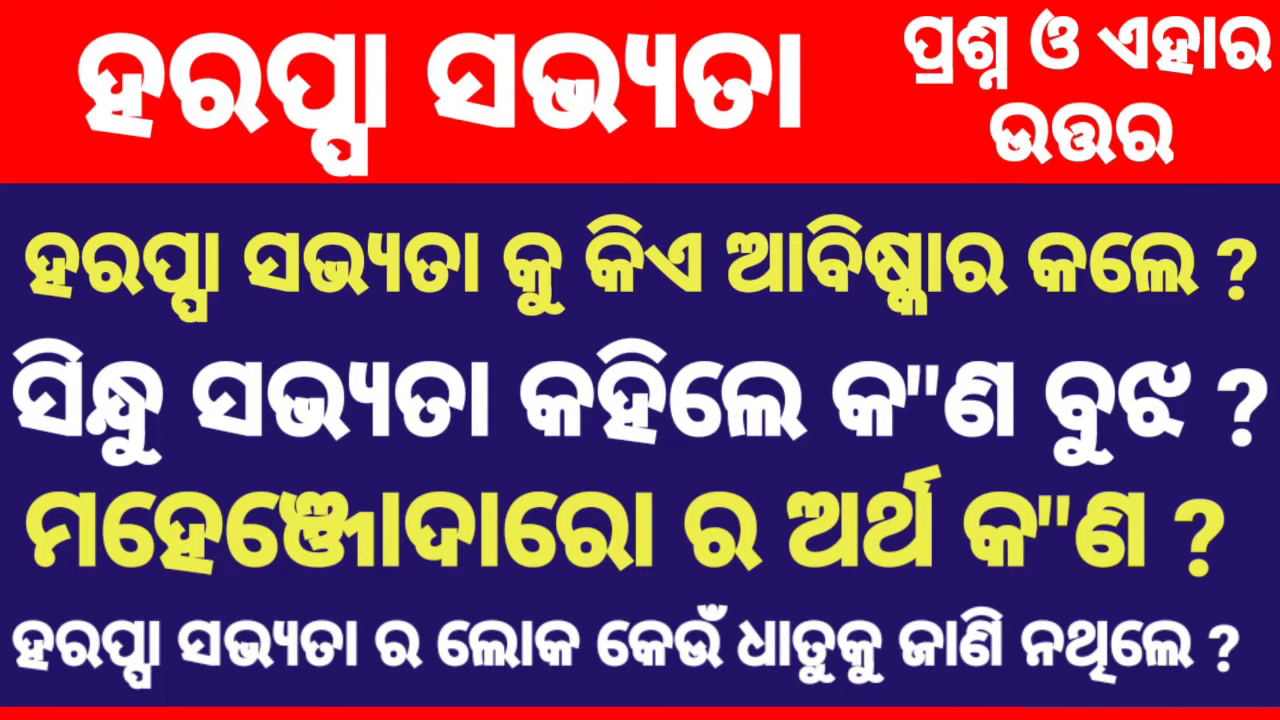 ହରପ୍ପା ସଭ୍ୟତା
ପ୍ରଶ୍ନ ଓ ଏହାର
ଉତ୍ତର
ହରପ୍ପା ସଭ୍ୟତା କୁ କିଏ ଆବିଷ୍କାର କଲେ ?
ସିନ୍ଧୁ ସଭ୍ୟତା କହିଲେ କ"ଣ ବୁଝ ?
ମହେଞ୍ଜୋଦାରୋ ର ଅର୍ଥ କ"ଣ ?
ହରପ୍ପା ସଭ୍ୟତା ର ଲୋକ କେଉଁ ଧାତୁକୁ ଜାଣି ନଥିଲେ ?